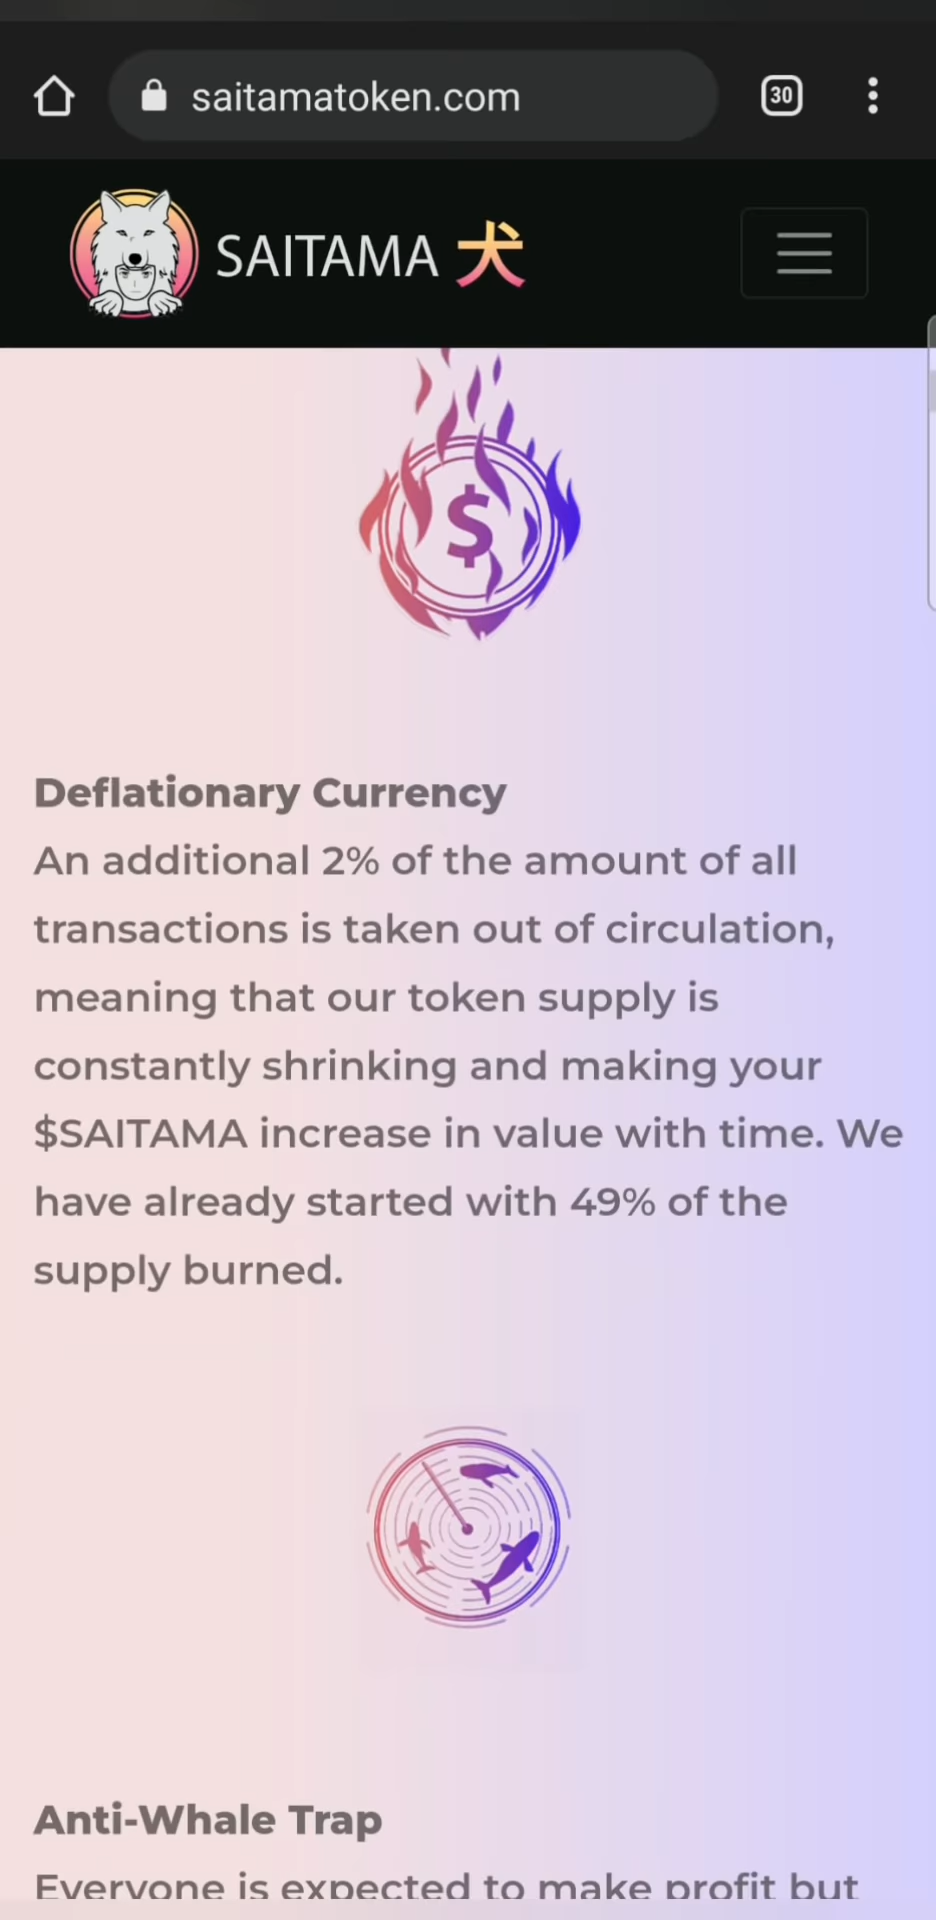 saitamatoken.com
30
SAITAMA 犬
$
Deflationary Currency
An additional 2% of the amount of all
transactions is taken out of circulation,
meaning that our token supply is
constantly shrinking and making your
$SAITAMA increase in value with time. We
have already started with 49% of the
supply burned.
Anti-Whale Trap
Everyone is expected to make profit but